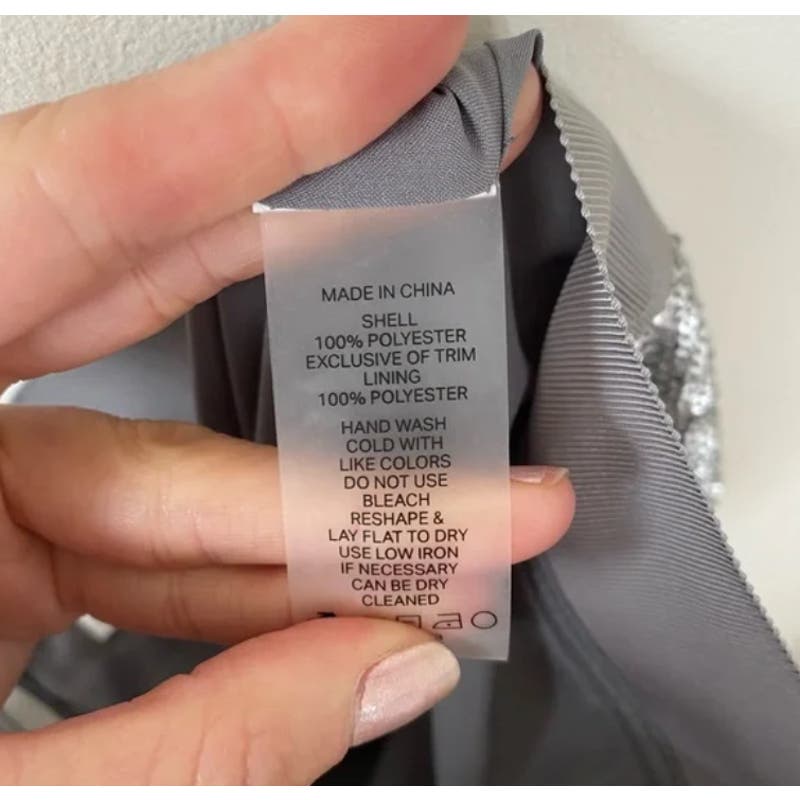 MADE IN CHINA
SHELL
100% POLYESTER
EXCLUSIVE OF TRIM
LINING
100% POLYESTER
HAND WASH
COLD WITH
LIKE COLORS
DO NOT USE
BLEACH
RESHAPE &
LAY FLAT TO DRY
USE LOW IRON
IF NECESSARY
CAN BE DRY
CLEANED